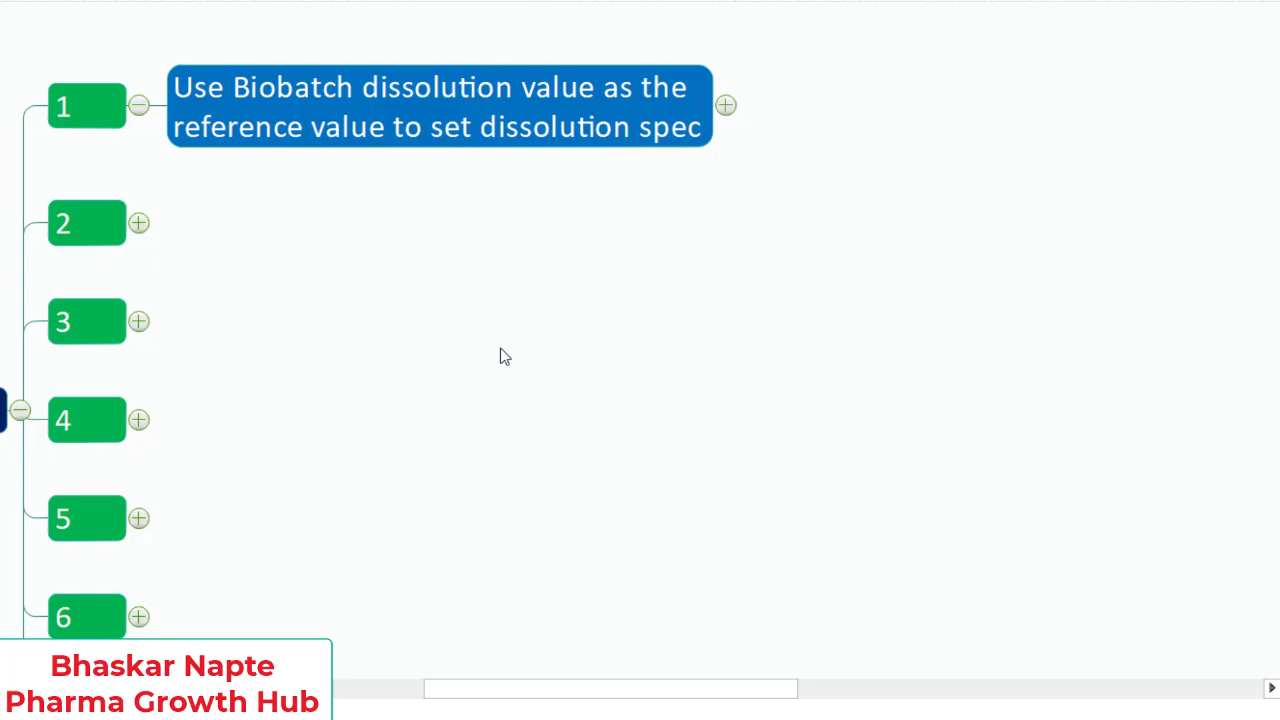 1
Use Biobatch dissolution value as the
reference value to set dissolution spec
2
3
4
5
6
Bhaskar Napte
Pharma Growth Hub